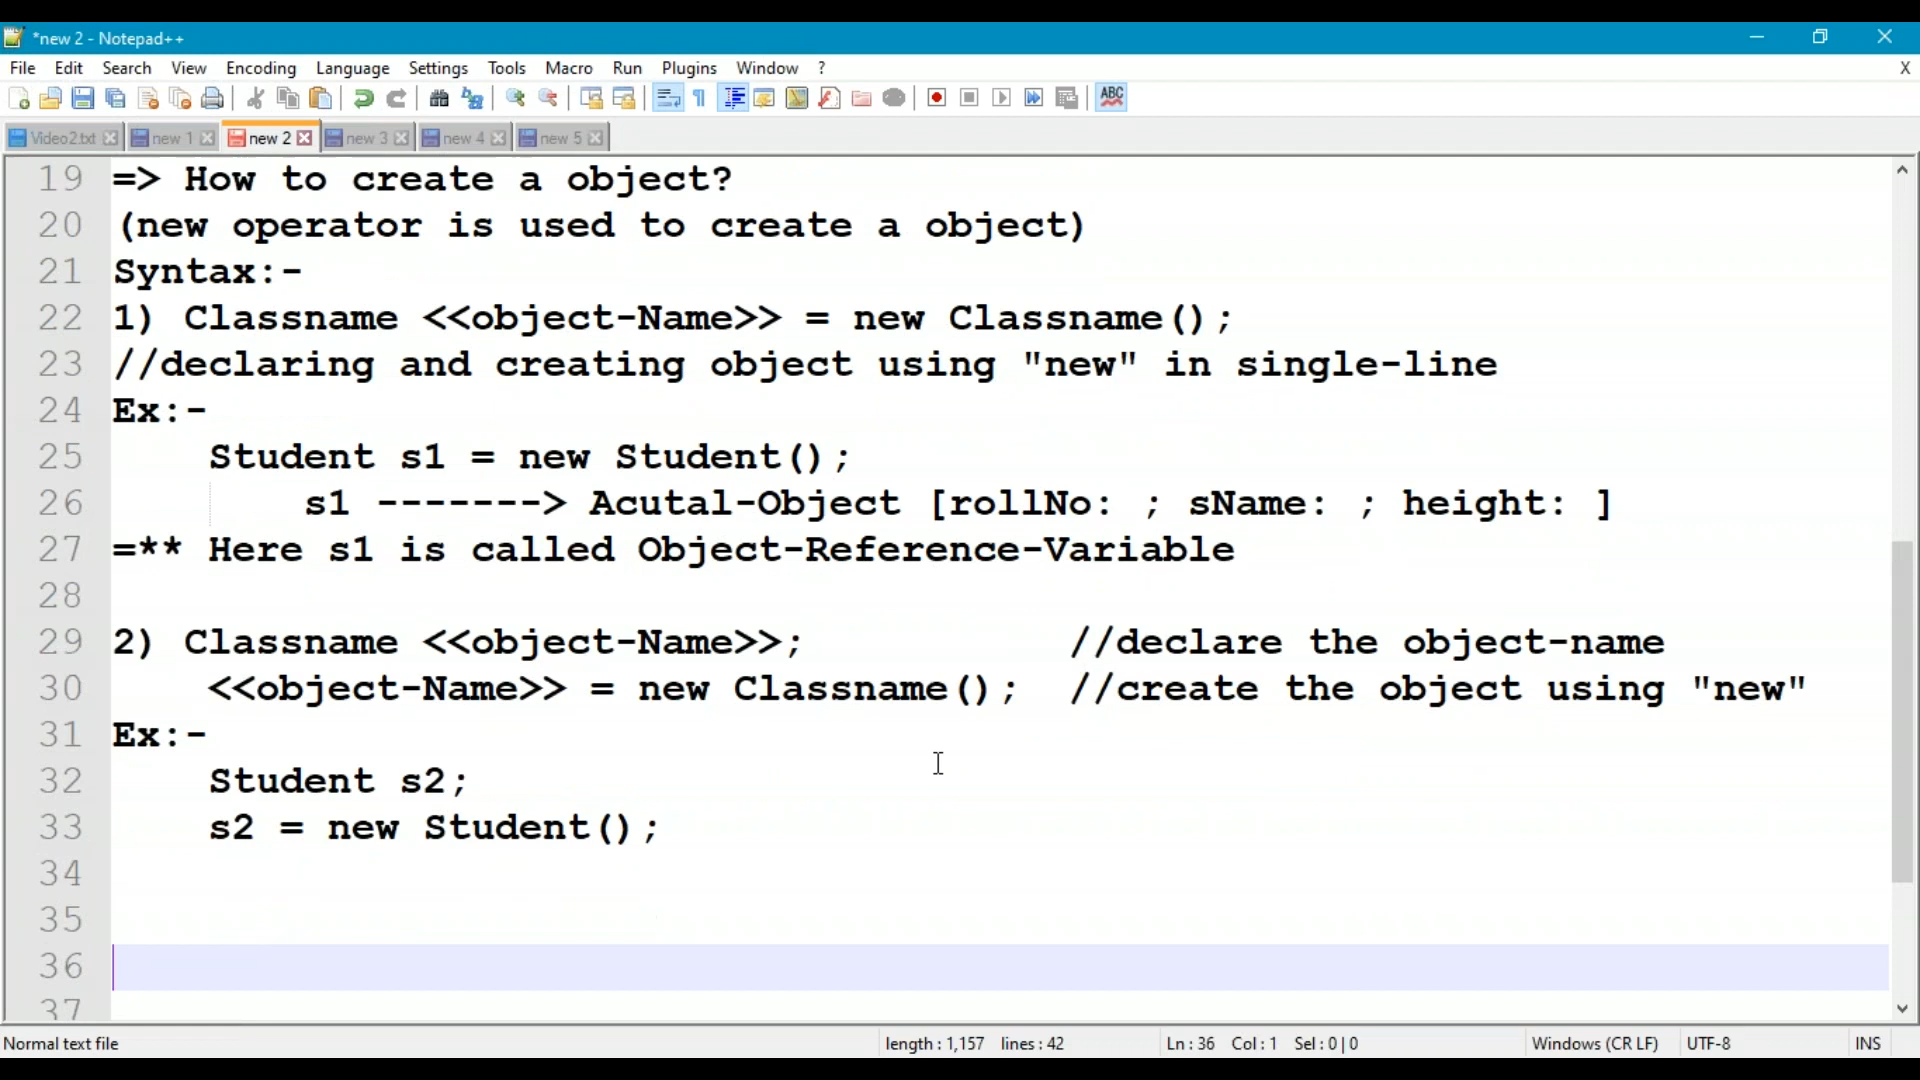 *new 2 - Notepad++
File Edit Search View Encoding Language Settings Tools Macro Run Plugins Window ? X
ABC
Video2.txt new 1 new 2 new 3 new 4 new 5
19 => How to create a object?
20 (new operator is used to create a object)
21 Syntax:-
22 1) Classname <<object-Name>> = new Classname();
23 //declaring and creating object using "new" in single-line
24 Ex:-
25 Student s1 = new Student();
26 s1 -------> Acutal-Object [rollNo: ; sName: ; height: ]
27 =** Here s1 is called Object-Reference-Variable
28
29 2) Classname <<object-Name>>; //declare the object-name
30 <<object-Name>> = new Classname(); //create the object using "new"
31 Ex:-
32 Student s2;
33 s2 = new Student();
34
35
36
37
Normal text file length : 1,157 lines : 42 Ln : 36 Col : 1 Sel : 0 | 0 Windows (CR LF) UTF-8 INS